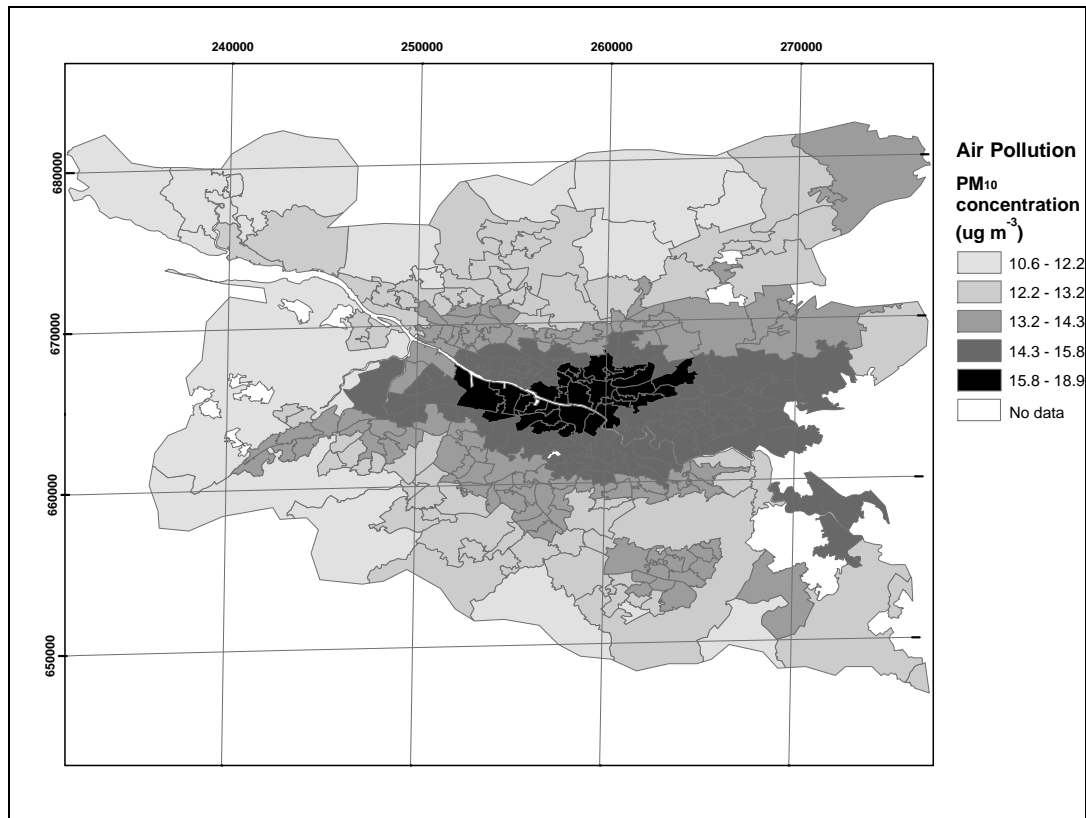 240000 250000 260000 270000
680000
670000
660000
650000
Air Pollution
PM10
concentration
(ug m-3)
10.6 - 12.2
12.2 - 13.2
13.2 - 14.3
14.3 - 15.8
15.8 - 18.9
No data